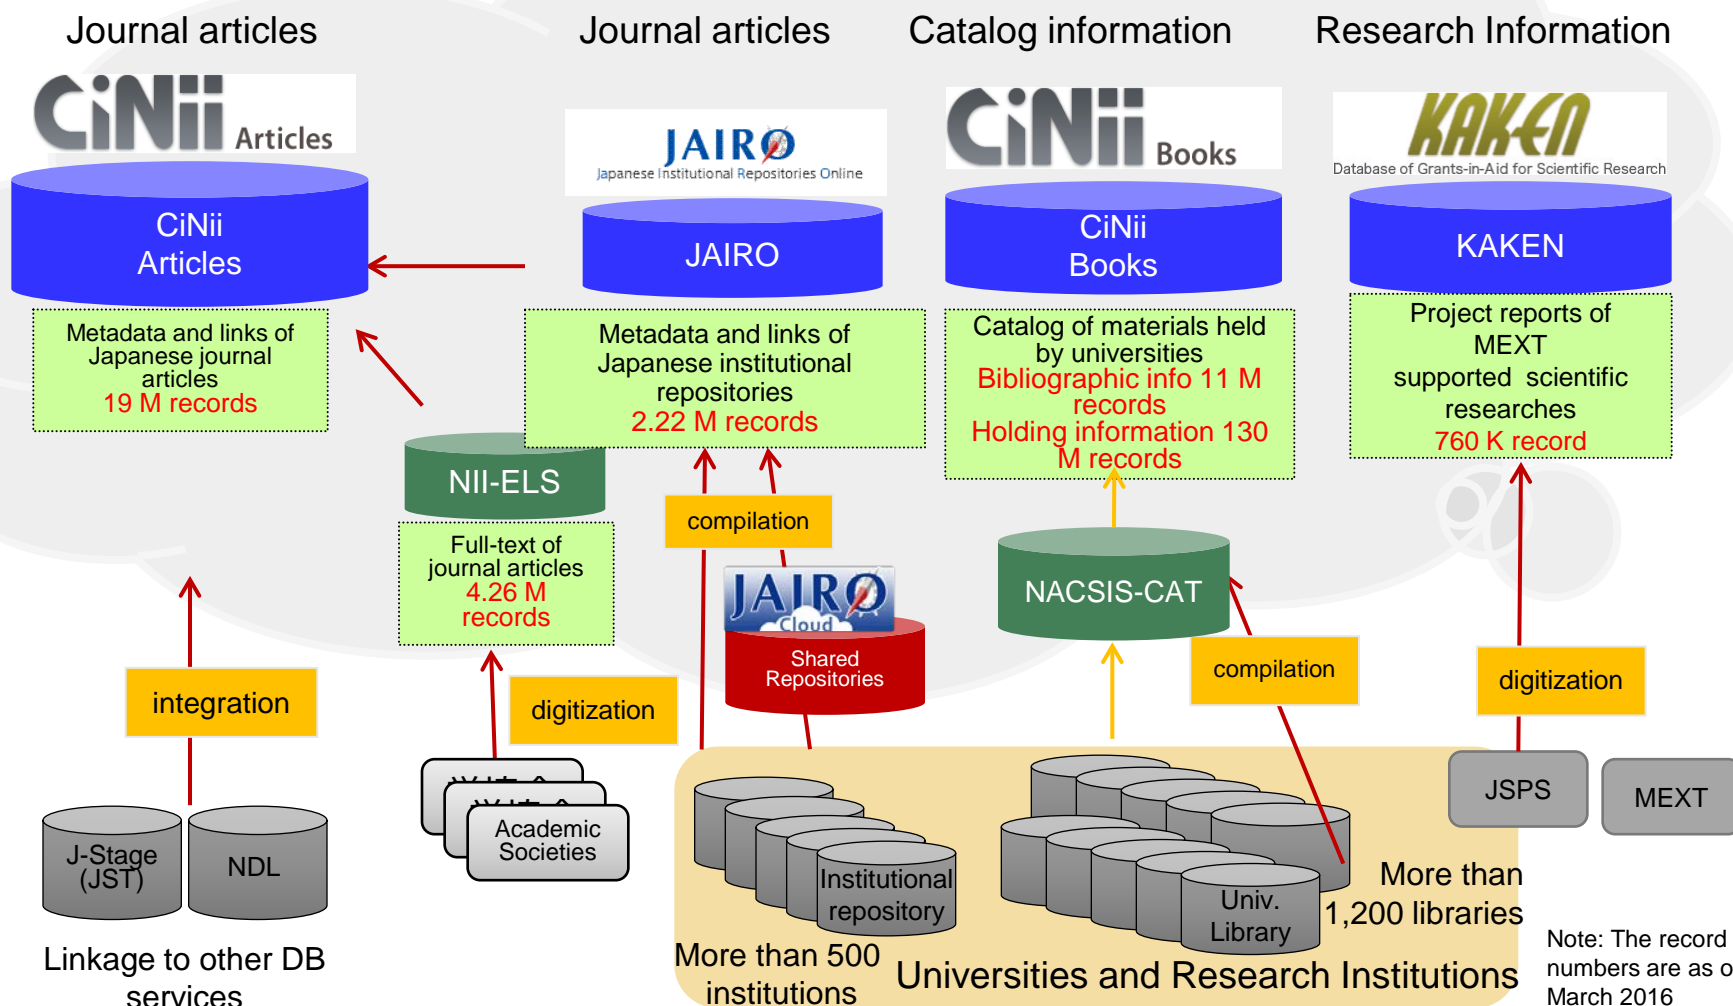 Journal articles
Journal articles
Catalog information
Research Information
CiNii Articles
JAIRO
Japanese Institutional Repositories Online
CiNii Books
KAKEN
Database of Grants-in-Aid for Scientific Research
CiNii
Articles
JAIRO
CiNii
Books
KAKEN
Metadata and links of
Japanese journal
articles
19 M records
Metadata and links of
Japanese institutional
repositories
2.22 M records
Catalog of materials held
by universities
Bibliographic info 11 M
records
Holding information 130
M records
Project reports of
MEXT
supported scientific
researches
760 K record
NII-ELS
Full-text of
journal articles
4.26 M
records
compilation
JAIRO
Cloud
Shared
Repositories
NACSIS-CAT
compilation
integration
digitization
digitization
J-Stage
(JST)
NDL
Academic
Societies
Institutional
repository
Univ.
Library
JSPS
MEXT
More than
1,200 libraries
Linkage to other DB
services
More than 500
institutions
Universities and Research Institutions
Note: The record
numbers are as o
March 2016